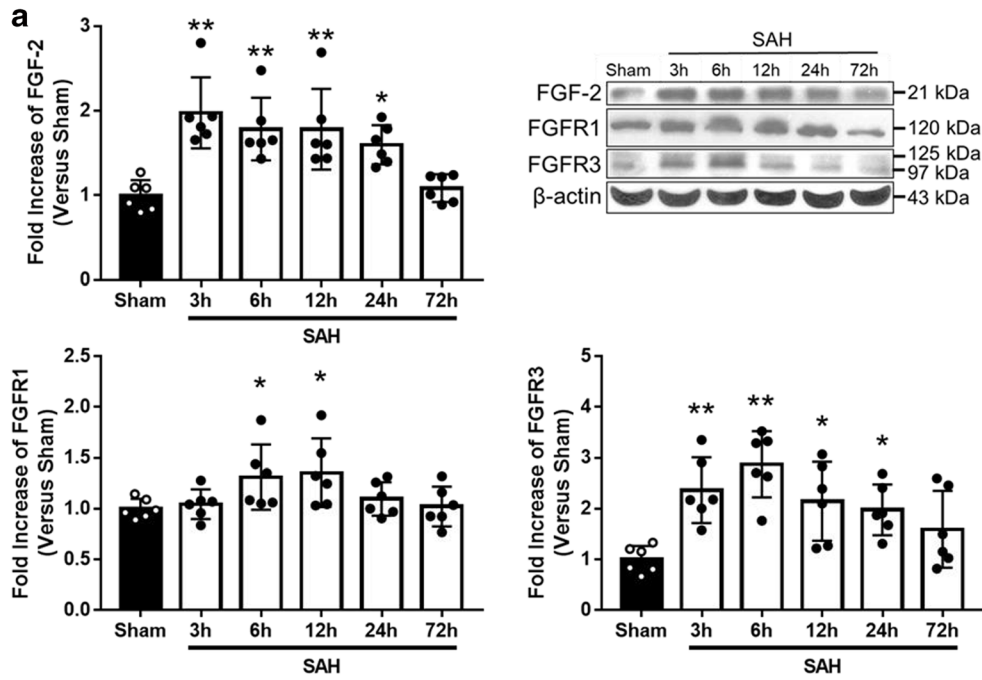 a
Fold Increase of FGF-2
(Versus Sham)
3
2
1
0
**
**
**
*
Sham 3h 6h 12h 24h 72h
SAH
SAH
Sham 3h 6h 12h 24h 72h
FGF-2 21 kDa
FGFR1 120 kDa
FGFR3 125 kDa
97 kDa
β-actin 43 kDa
Fold Increase of FGFR1
(Versus Sham)
2.5
2.0
1.5
1.0
0.5
0.0
*
*
Sham 3h 6h 12h 24h 72h
SAH
Fold Increase of FGFR3
(Versus Sham)
5
4
3
2
1
0
**
**
*
*
Sham 3h 6h 12h 24h 72h
SAH